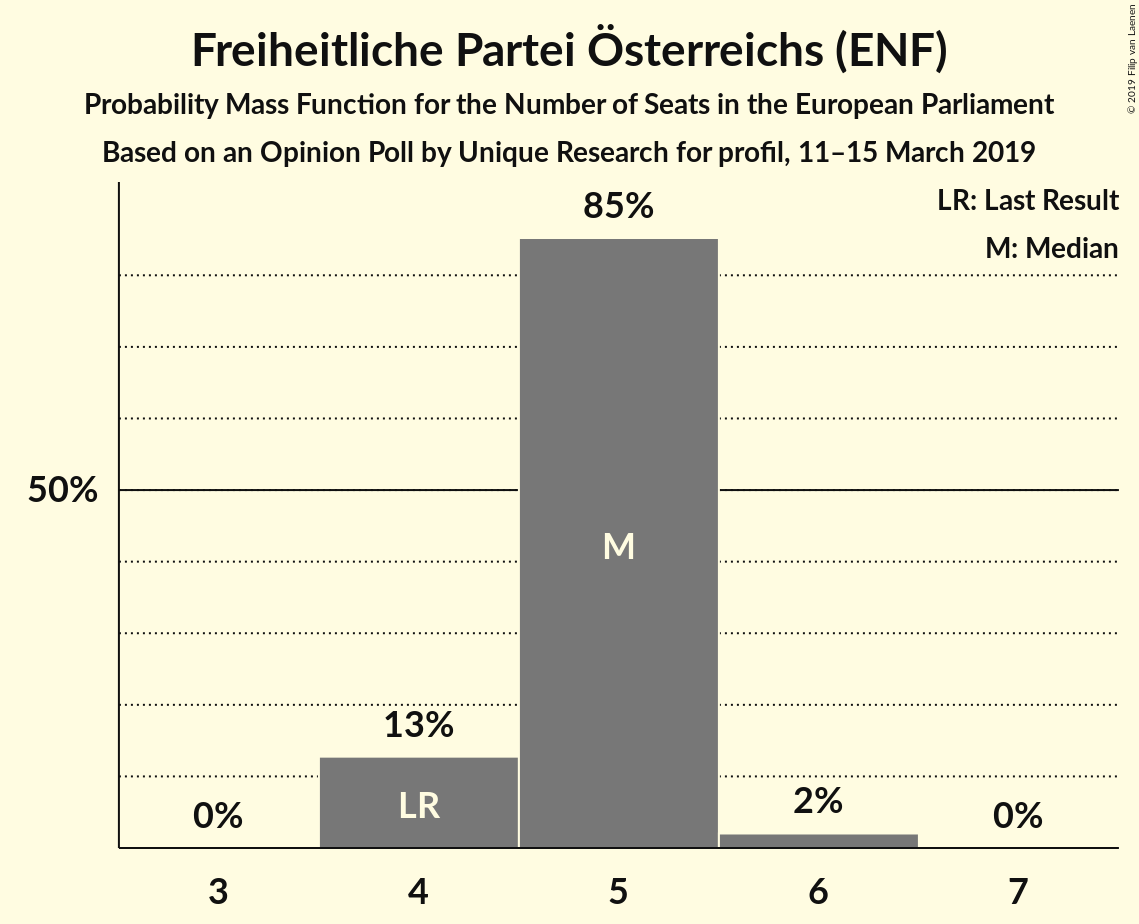 Freiheitliche Partei Österreichs (ENF)
Probability Mass Function for the Number of Seats in the European Parliament
Based on an Opinion Poll by Unique Research for profil, 11–15 March 2019
© 2019 Filip van Laenen
LR: Last Result
M: Median
85%
50%
M
13%
LR
0%
2%
0%
3
4
5
6
7